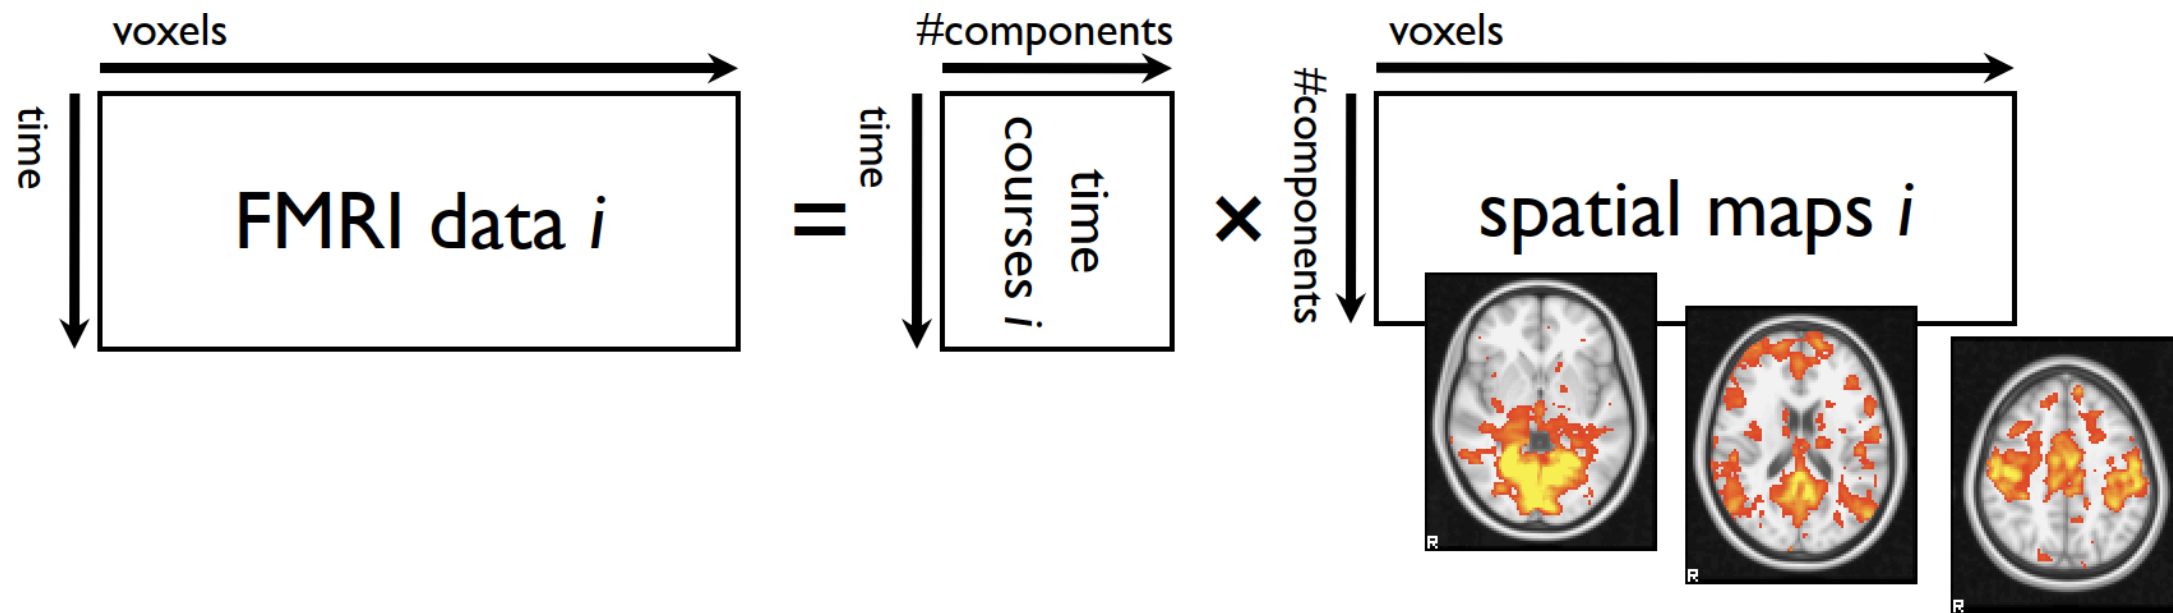 voxels
time
FMRI data i
=
#components
time
time
courses i
×
voxels
#components
spatial maps i
R
R
R